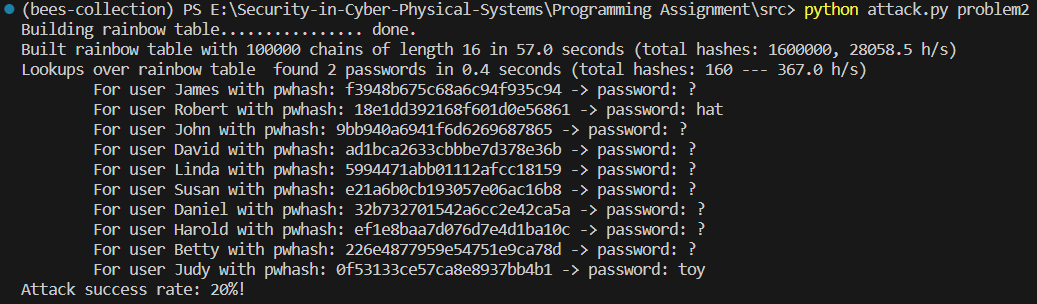 (bees-collection) PS E:\Security-in-Cyber-Physical-Systems\Programming Assignment\src> python attack.py problem2
Building rainbow table................ done.
Built rainbow table with 100000 chains of length 16 in 57.0 seconds (total hashes: 1600000, 28058.5 h/s)
Lookups over rainbow table  found 2 passwords in 0.4 seconds (total hashes: 160 --- 367.0 h/s)
For user James with pwhash: f3948b675c68a6c94f935c94 -> password: ?
For user Robert with pwhash: 18e1dd392168f601d0e56861 -> password: hat
For user John with pwhash: 9bb940a6941f6d6269687865 -> password: ?
For user David with pwhash: ad1bca2633cbbbe7d378e36b -> password: ?
For user Linda with pwhash: 5994471abb01112afcc18159 -> password: ?
For user Susan with pwhash: e21a6b0cb193057e06ac16b8 -> password: ?
For user Daniel with pwhash: 32b732701542a6cc2e42ca5a -> password: ?
For user Harold with pwhash: ef1e8baa7d076d7e4d1ba10c -> password: ?
For user Betty with pwhash: 226e4877959e54751e9ca78d -> password: ?
For user Judy with pwhash: 0f53133ce57ca8e8937bb4b1 -> password: toy
Attack success rate: 20%!